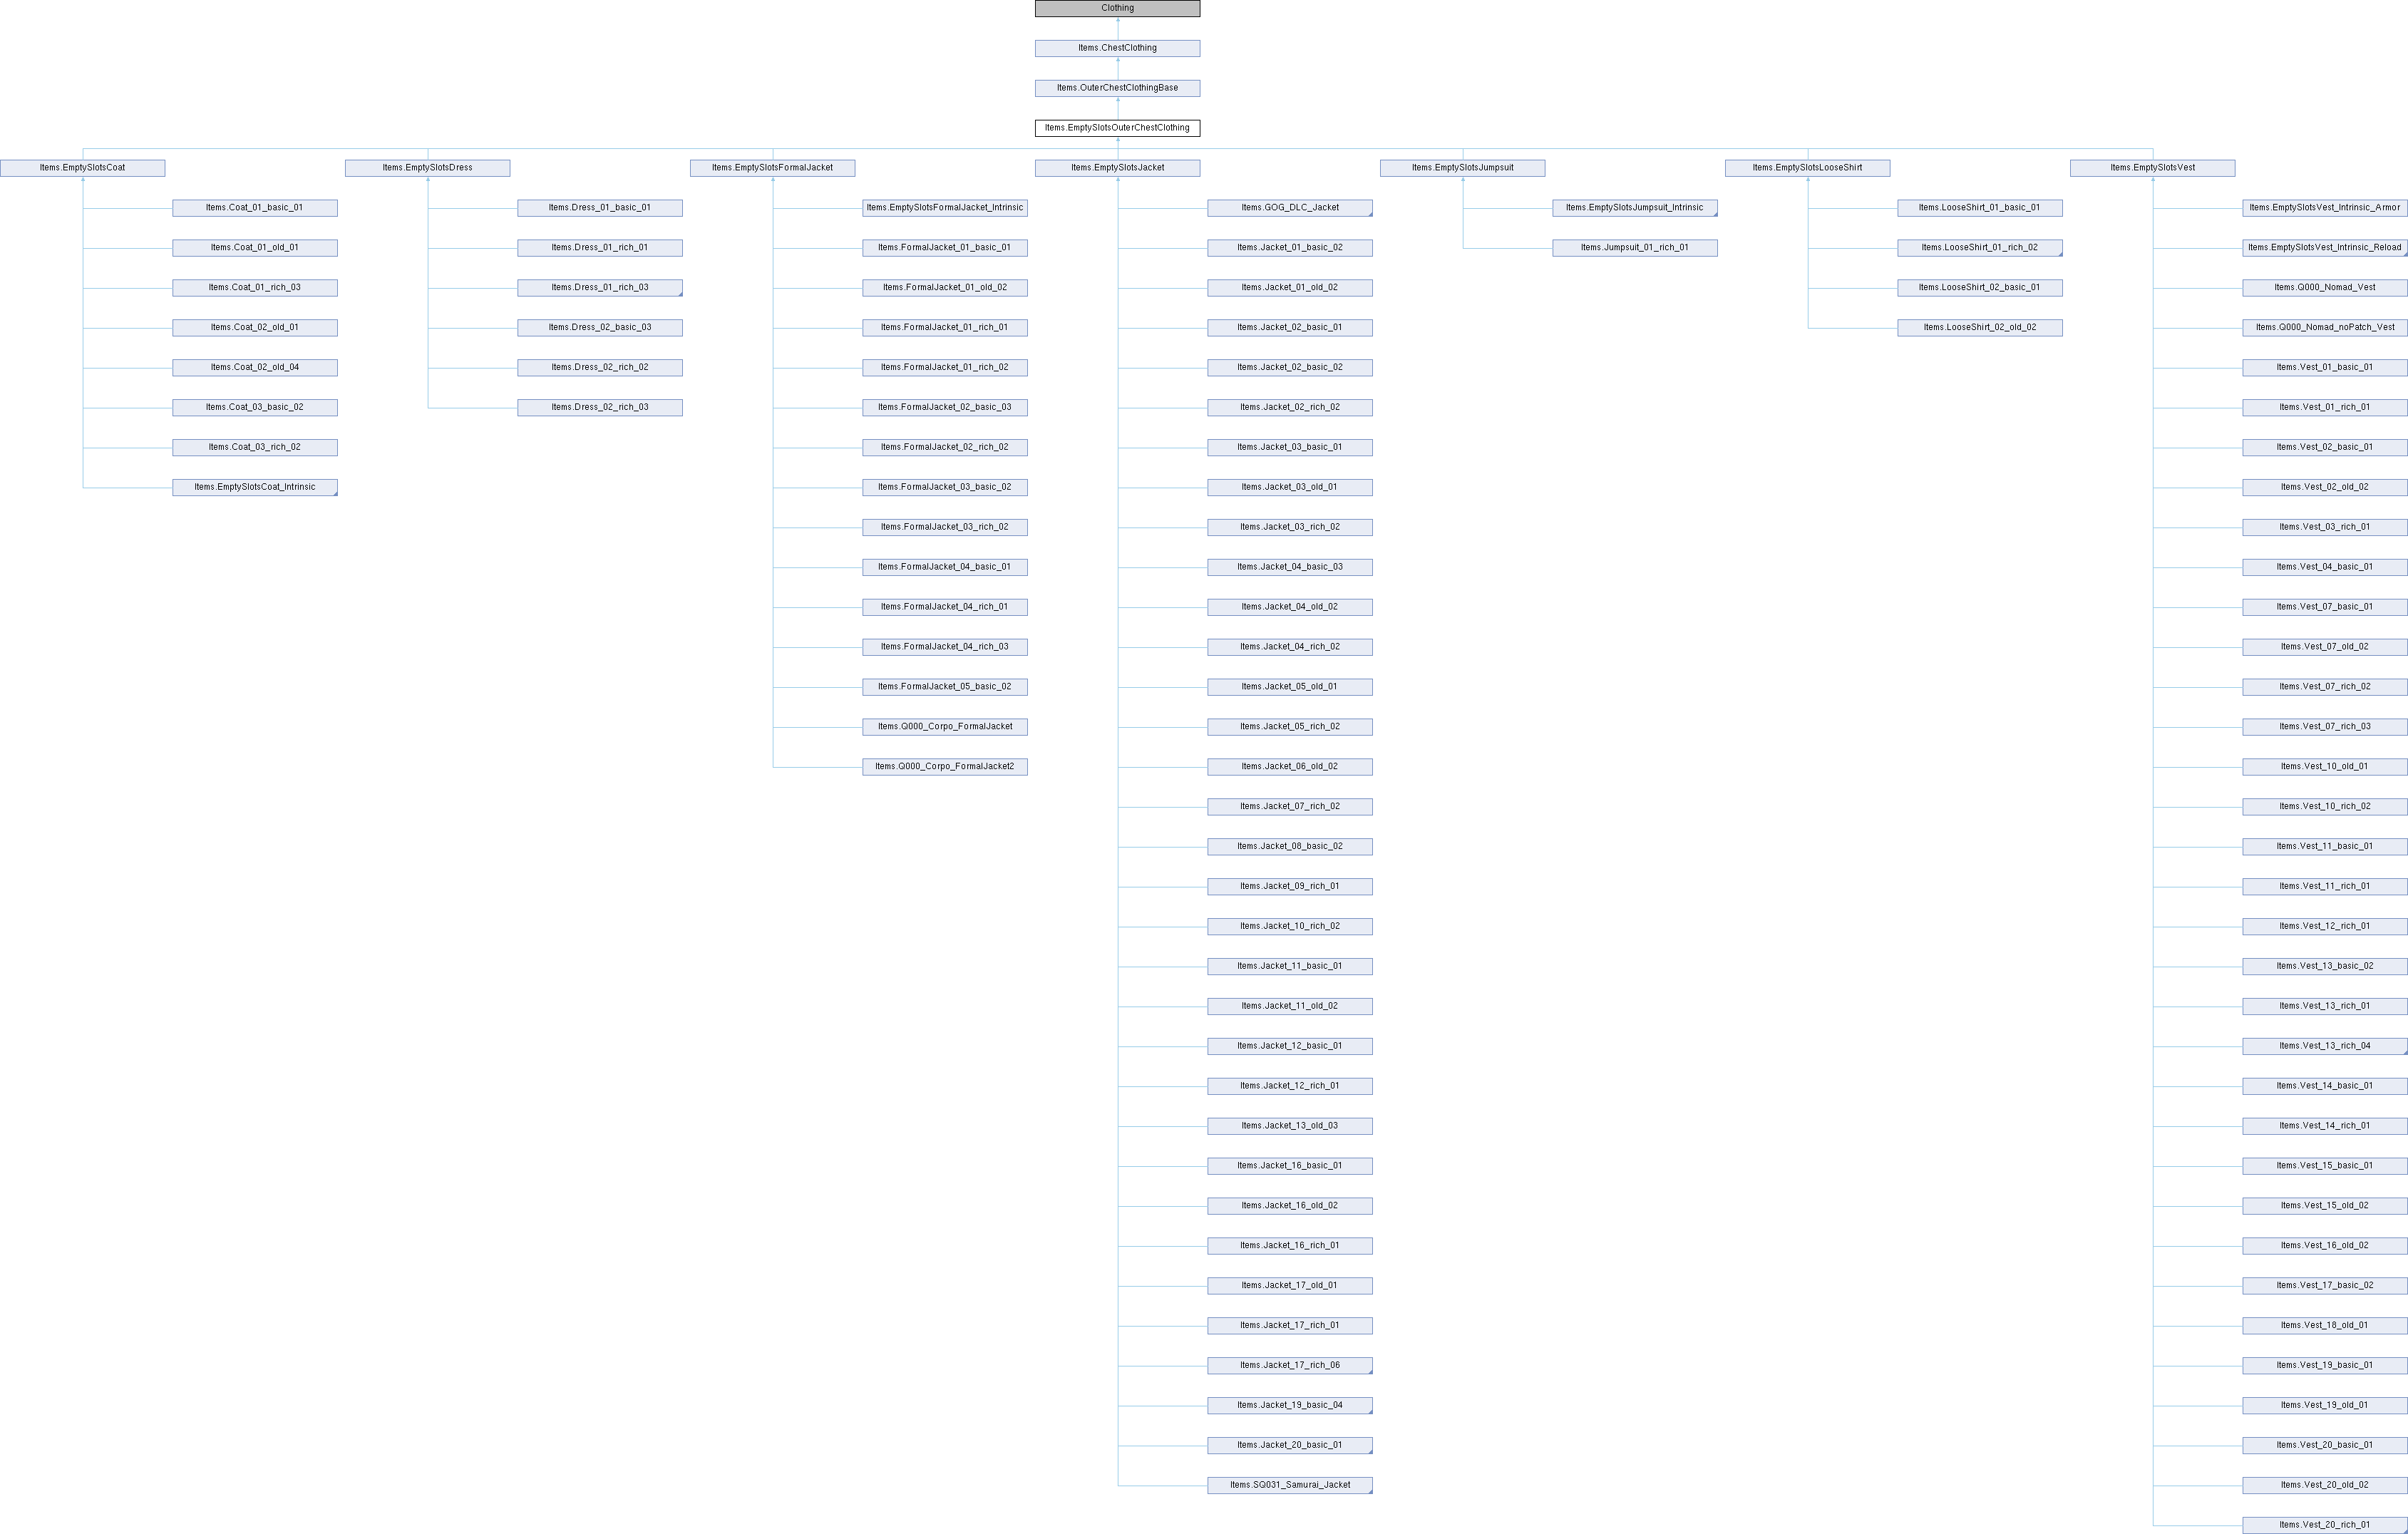 Clothing
Items.ChestClothing
Items.OuterChestClothingBase
Items.EmptySlotsOuterChestClothing
Items.EmptySlotsCoat
Items.Coat_01_basic_01
Items.Coat_01_old_01
Items.Coat_01_rich_03
Items.Coat_02_old_01
Items.Coat_02_old_04
Items.Coat_03_basic_02
Items.Coat_03_rich_02
Items.EmptySlotsCoat_Intrinsic
Items.EmptySlotsDress
Items.Dress_01_basic_01
Items.Dress_01_rich_01
Items.Dress_01_rich_03
Items.Dress_02_basic_03
Items.Dress_02_rich_02
Items.Dress_02_rich_03
Items.EmptySlotsFormalJacket
Items.EmptySlotsFormalJacket_Intrinsic
Items.FormalJacket_01_basic_01
Items.FormalJacket_01_old_02
Items.FormalJacket_01_rich_01
Items.FormalJacket_01_rich_02
Items.FormalJacket_02_basic_03
Items.FormalJacket_02_rich_02
Items.FormalJacket_03_basic_02
Items.FormalJacket_03_rich_02
Items.FormalJacket_04_basic_01
Items.FormalJacket_04_rich_01
Items.FormalJacket_04_rich_03
Items.FormalJacket_05_basic_02
Items.Q000_Corpo_FormalJacket
Items.Q000_Corpo_FormalJacket2
Items.EmptySlotsJacket
Items.GOG_DLC_Jacket
Items.Jacket_01_basic_02
Items.Jacket_01_old_02
Items.Jacket_02_basic_01
Items.Jacket_02_basic_02
Items.Jacket_02_rich_02
Items.Jacket_03_basic_01
Items.Jacket_03_old_01
Items.Jacket_03_rich_02
Items.Jacket_04_basic_03
Items.Jacket_04_old_02
Items.Jacket_04_rich_02
Items.Jacket_05_old_01
Items.Jacket_05_rich_02
Items.Jacket_06_old_02
Items.Jacket_07_rich_02
Items.Jacket_08_basic_02
Items.Jacket_09_rich_01
Items.Jacket_10_rich_02
Items.Jacket_11_basic_01
Items.Jacket_11_old_02
Items.Jacket_12_basic_01
Items.Jacket_12_rich_01
Items.Jacket_13_old_03
Items.Jacket_16_basic_01
Items.Jacket_16_old_02
Items.Jacket_16_rich_01
Items.Jacket_17_old_01
Items.Jacket_17_rich_01
Items.Jacket_17_rich_06
Items.Jacket_19_basic_04
Items.Jacket_20_basic_01
Items.SQ031_Samurai_Jacket
Items.EmptySlotsJumpsuit
Items.EmptySlotsJumpsuit_Intrinsic
Items.Jumpsuit_01_rich_01
Items.EmptySlotsLooseShirt
Items.LooseShirt_01_basic_01
Items.LooseShirt_01_rich_02
Items.LooseShirt_02_basic_01
Items.LooseShirt_02_old_02
Items.EmptySlotsVest
Items.EmptySlotsVest_Intrinsic_Armor
Items.EmptySlotsVest_Intrinsic_Reload
Items.Q000_Nomad_Vest
Items.Q000_Nomad_noPatch_Vest
Items.Vest_01_basic_01
Items.Vest_01_rich_01
Items.Vest_02_basic_01
Items.Vest_02_old_02
Items.Vest_03_rich_01
Items.Vest_04_basic_01
Items.Vest_07_basic_01
Items.Vest_07_old_02
Items.Vest_07_rich_02
Items.Vest_07_rich_03
Items.Vest_10_old_01
Items.Vest_10_rich_02
Items.Vest_11_basic_01
Items.Vest_11_rich_01
Items.Vest_12_rich_01
Items.Vest_13_basic_02
Items.Vest_13_rich_01
Items.Vest_13_rich_04
Items.Vest_14_basic_01
Items.Vest_14_rich_01
Items.Vest_15_basic_01
Items.Vest_15_old_02
Items.Vest_16_old_02
Items.Vest_17_basic_02
Items.Vest_18_old_01
Items.Vest_19_basic_01
Items.Vest_19_old_01
Items.Vest_20_basic_01
Items.Vest_20_old_02
Items.Vest_20_rich_01